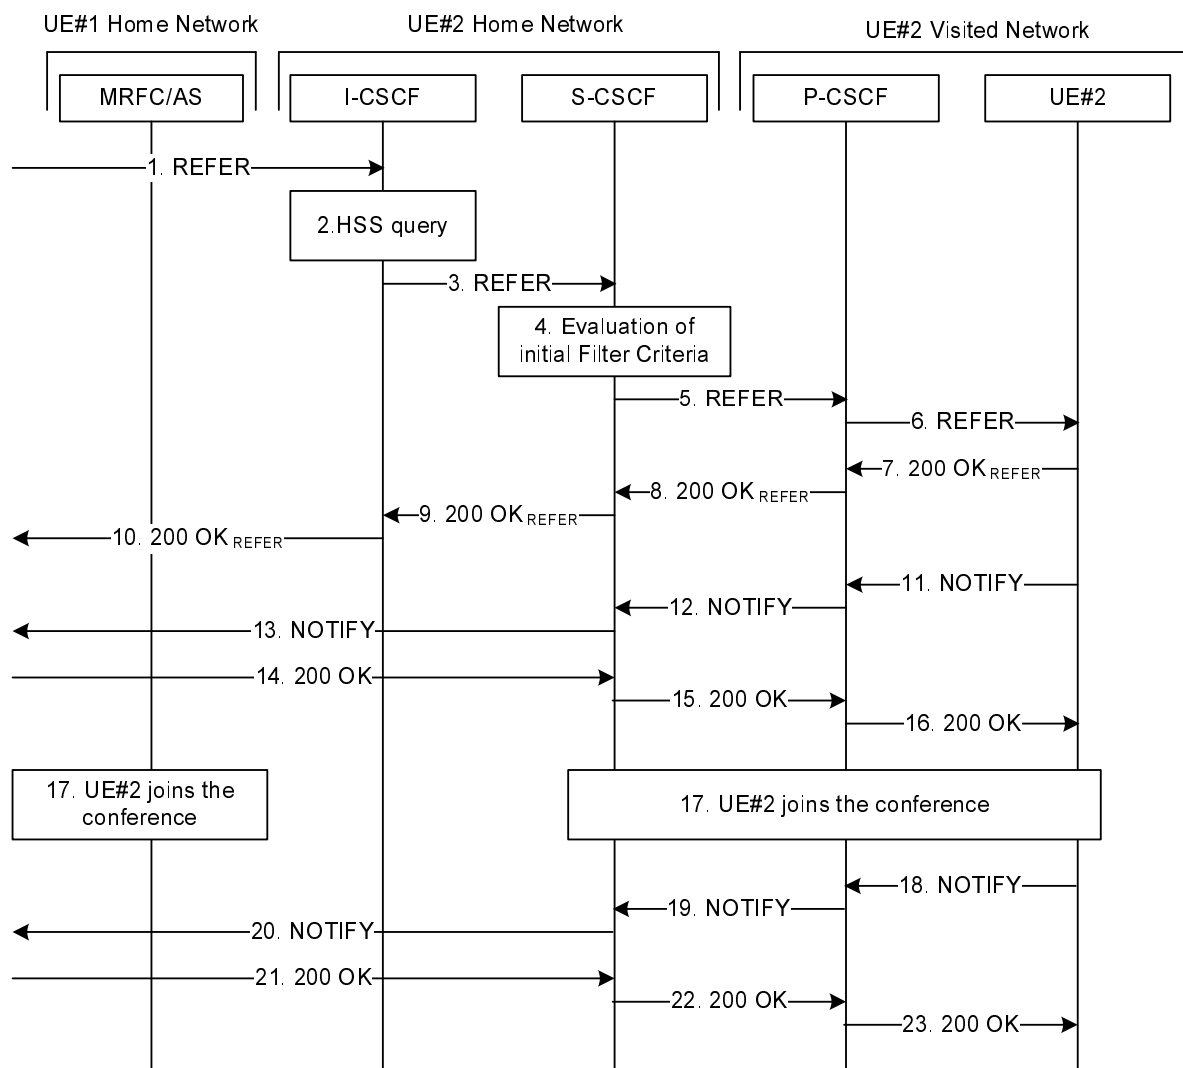 UE#1 Home Network
UE#2 Home Network
UE#2 Visited Network
MRFC/AS
I-CSCF
S-CSCF
P-CSCF
UE#2
1. REFER
2.HSS query
3. REFER
4. Evaluation of
initial Filter Criteria
5. REFER
6. REFER
7. 200 OK REFER
8. 200 OK REFER
9. 200 OK REFER
10. 200 OK REFER
11. NOTIFY
12. NOTIFY
13. NOTIFY
14. 200 OK
15. 200 OK
16. 200 OK
17. UE#2 joins the
conference
17. UE#2 joins the conference
18. NOTIFY
19. NOTIFY
20. NOTIFY
21. 200 OK
22. 200 OK
23. 200 OK